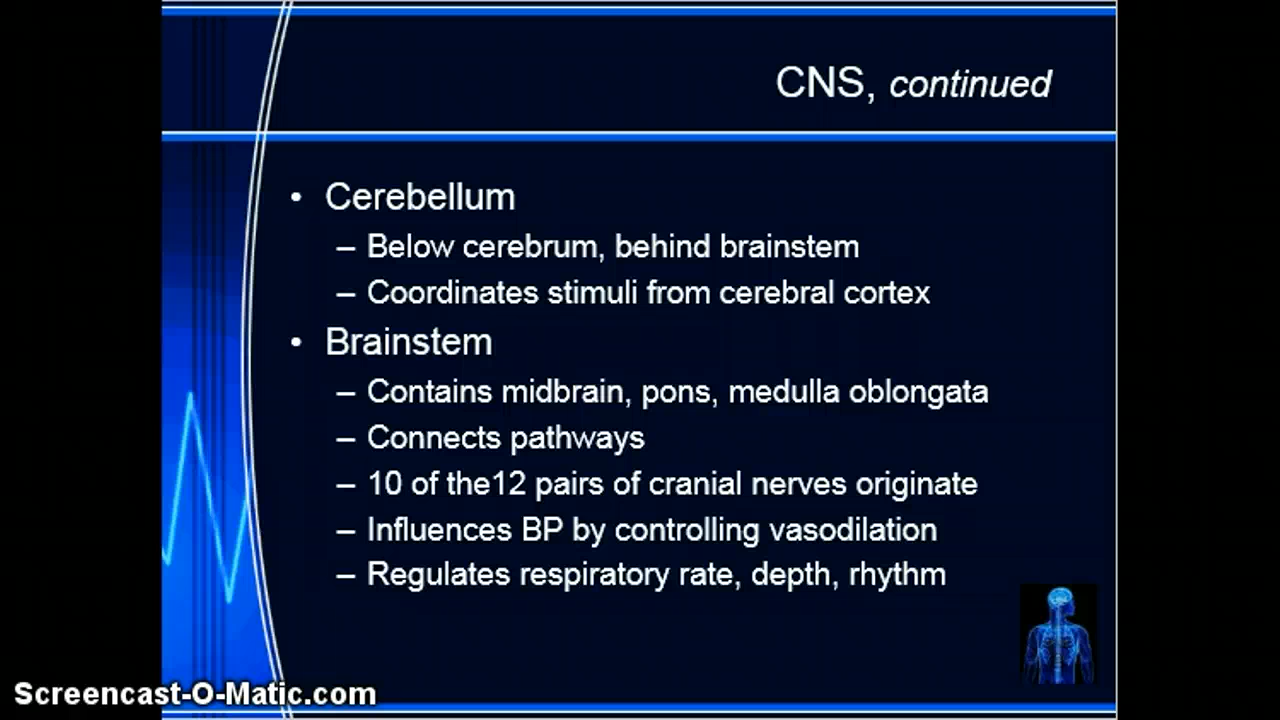 CNS, continued
• Cerebellum
– Below cerebrum, behind brainstem
– Coordinates stimuli from cerebral cortex
• Brainstem
– Contains midbrain, pons, medulla oblongata
– Connects pathways
– 10 of the12 pairs of cranial nerves originate
– Influences BP by controlling vasodilation
– Regulates respiratory rate, depth, rhythm
Screencast-O-Matic.com